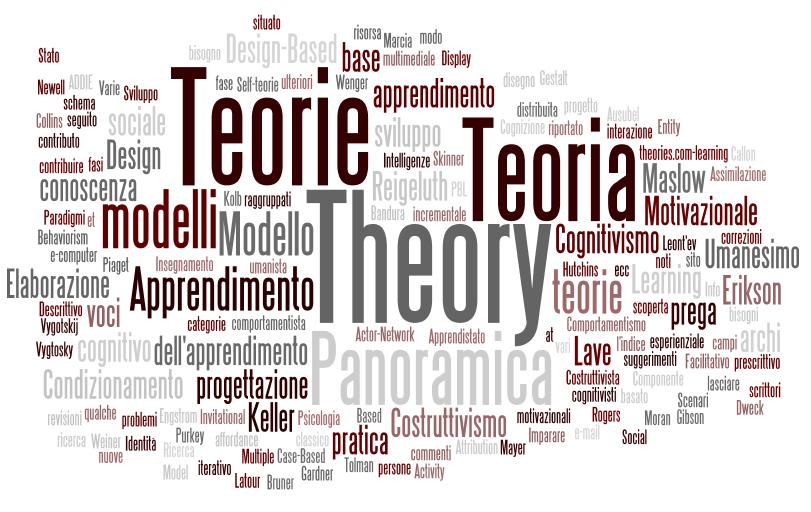 situato
risorsa Marcia modo
Stato bisogno Design-Based base multimediale Display
Newell ADDIE Varie Sviluppo Teorie fase Self-teorie ulteriori Wenger apprendimento disegno Gestalt
schema
Collins seguito sociale sviluppo Teoria distribuita progetto Ausubel
contributo Cognizione riportato interazione Entity
contribuire fasi Design Intelligenze Skinner theories.com-learning Callon
conoscenza Reigeluth PBL Maslow Assimilazione
Kolb raggruppati Theory
Paradigmi et modelli Modello Bandura incrementale Motivazionale
Behaviorism Cognitivismo Leont'ev correzioni
e-computer noti sito Umanesimo
Piaget Insegnamento umanista Hutchins ecc
Elaborazione Apprendimento teorie Learning Info Erikson
Descrittivo voci scoperta prega bisogni
Vygotskij categorie comportamentista Comportamentismo
Actor-Network Apprendistato at
Vygtosky cognitivo dell'apprendimento Panoramica vari Lave l'indice esperienziale campi archi
suggerimenti Facilitativo prescrittivo
Condizionamento progettazione Costruttivista Componente lasciare
cognitivisti basato scrittori
revisioni qualche problemi Engstrom Invitational Keller Psicologia Based Costruttivismo motivazionali Rogers Moran Scenari Gibson Dweck
ricerca Weiner Identità Purkey affordance classico pratica Imparare e-mail Social
nuove Ricerca Multiple Case-Based commenti Attribution Mayer
Model iterativo Gardner Tolman persone Activity
Latour Bruner